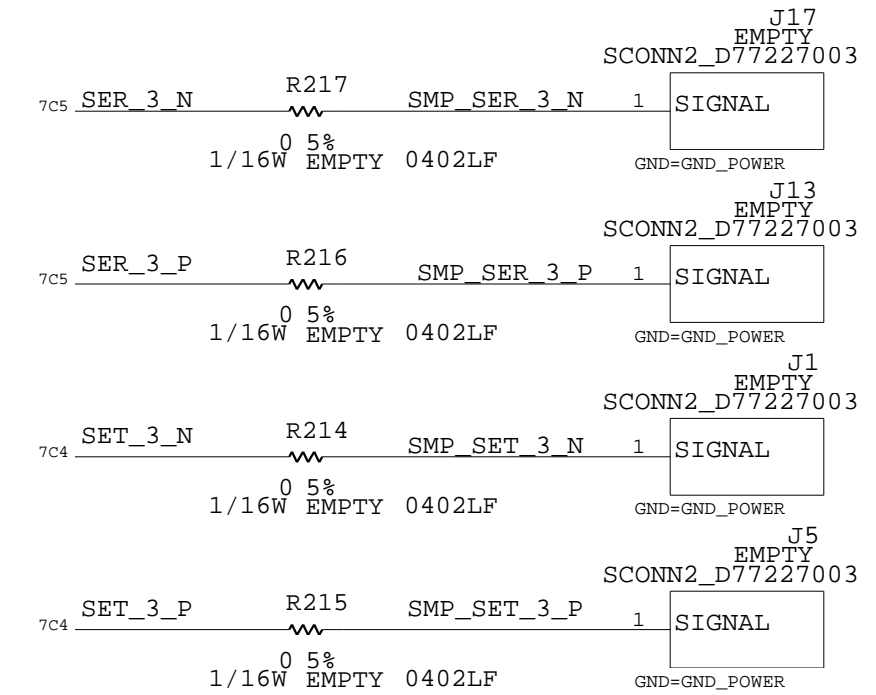 J17
EMPTY
SCONN2_D77227003
7C5 SER_3_N R217 SMP_SER_3_N 1 SIGNAL
0 5%
1/16W EMPTY 0402LF GND=GND_POWER
J13
EMPTY
SCONN2_D77227003
7C5 SER_3_P R216 SMP_SER_3_P 1 SIGNAL
0 5%
1/16W EMPTY 0402LF GND=GND_POWER
J1
EMPTY
SCONN2_D77227003
7C4 SET_3_N R214 SMP_SET_3_N 1 SIGNAL
0 5%
1/16W EMPTY 0402LF GND=GND_POWER
J5
EMPTY
SCONN2_D77227003
7C4 SET_3_P R215 SMP_SET_3_P 1 SIGNAL
0 5%
1/16W EMPTY 0402LF GND=GND_POWER